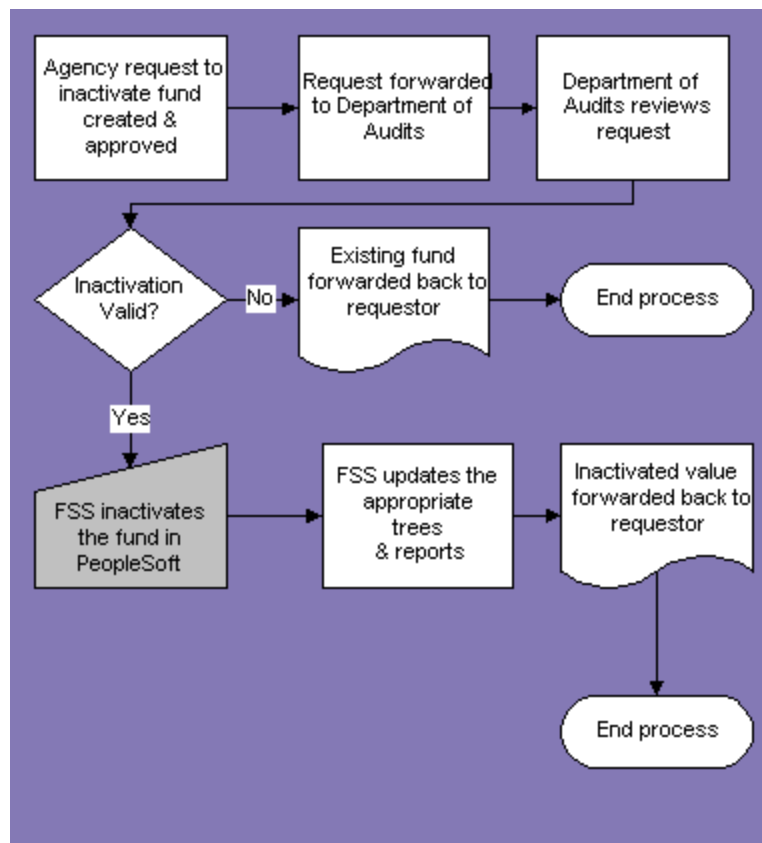 Agency request to
inactivate fund
created &
approved
Request forwarded
to Department of
Audits
Department of
Audits reviews
request
Inactivation
Valid?
No
Existing fund
forwarded back to
requestor
End process
Yes
FSS inactivates
the fund in
PeopleSoft
FSS updates the
appropriate
trees
& reports
Inactivated value
forwarded back to
requestor
End process